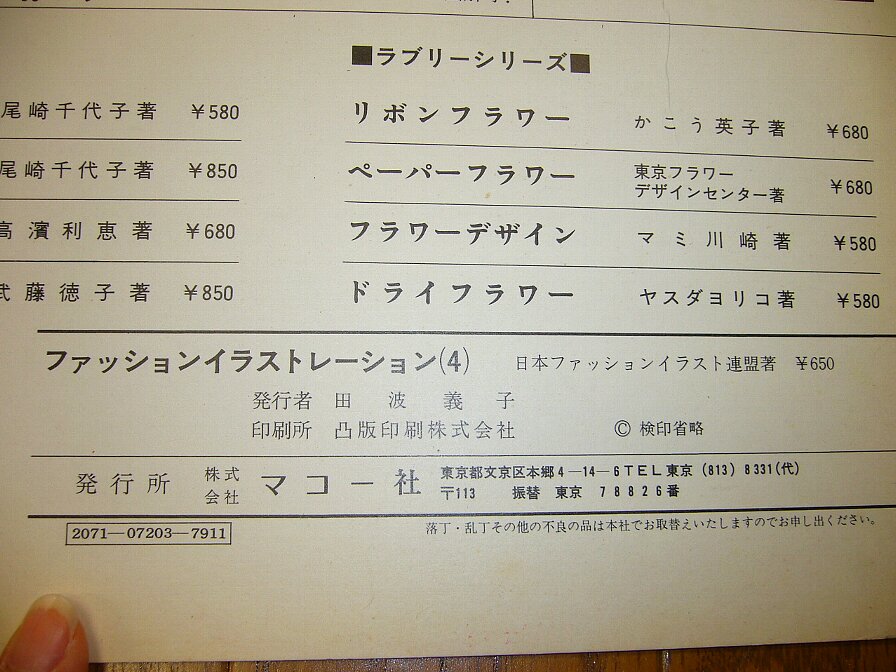 ■ラブリーシリーズ■
尾崎千代子著 ¥580
尾崎千代子著 ¥850
高濱利恵著 ¥680
武藤徳子著 ¥850
リボンフラワー かこう英子著 ¥680
ペーパーフラワー 東京フラワー
デザインセンター著 ¥680
フラワーデザイン マミ川崎著 ¥580
ドライフラワー ヤスダヨリコ著 ¥580
ファッションイラストレーション(4) 日本ファッションイラスト連盟著 ¥650
発行者 田波義子
印刷所 凸版印刷株式会社 © 検印省略
発行所 株式会社 マコー社
東京都文京区本郷4—14—6TEL東京(813)8331(代)
〒113 振替 東京 78826番
2071—07203—7911
落丁・乱丁その他の不良の品は本社でお取替えいたしますのでお申し出ください。